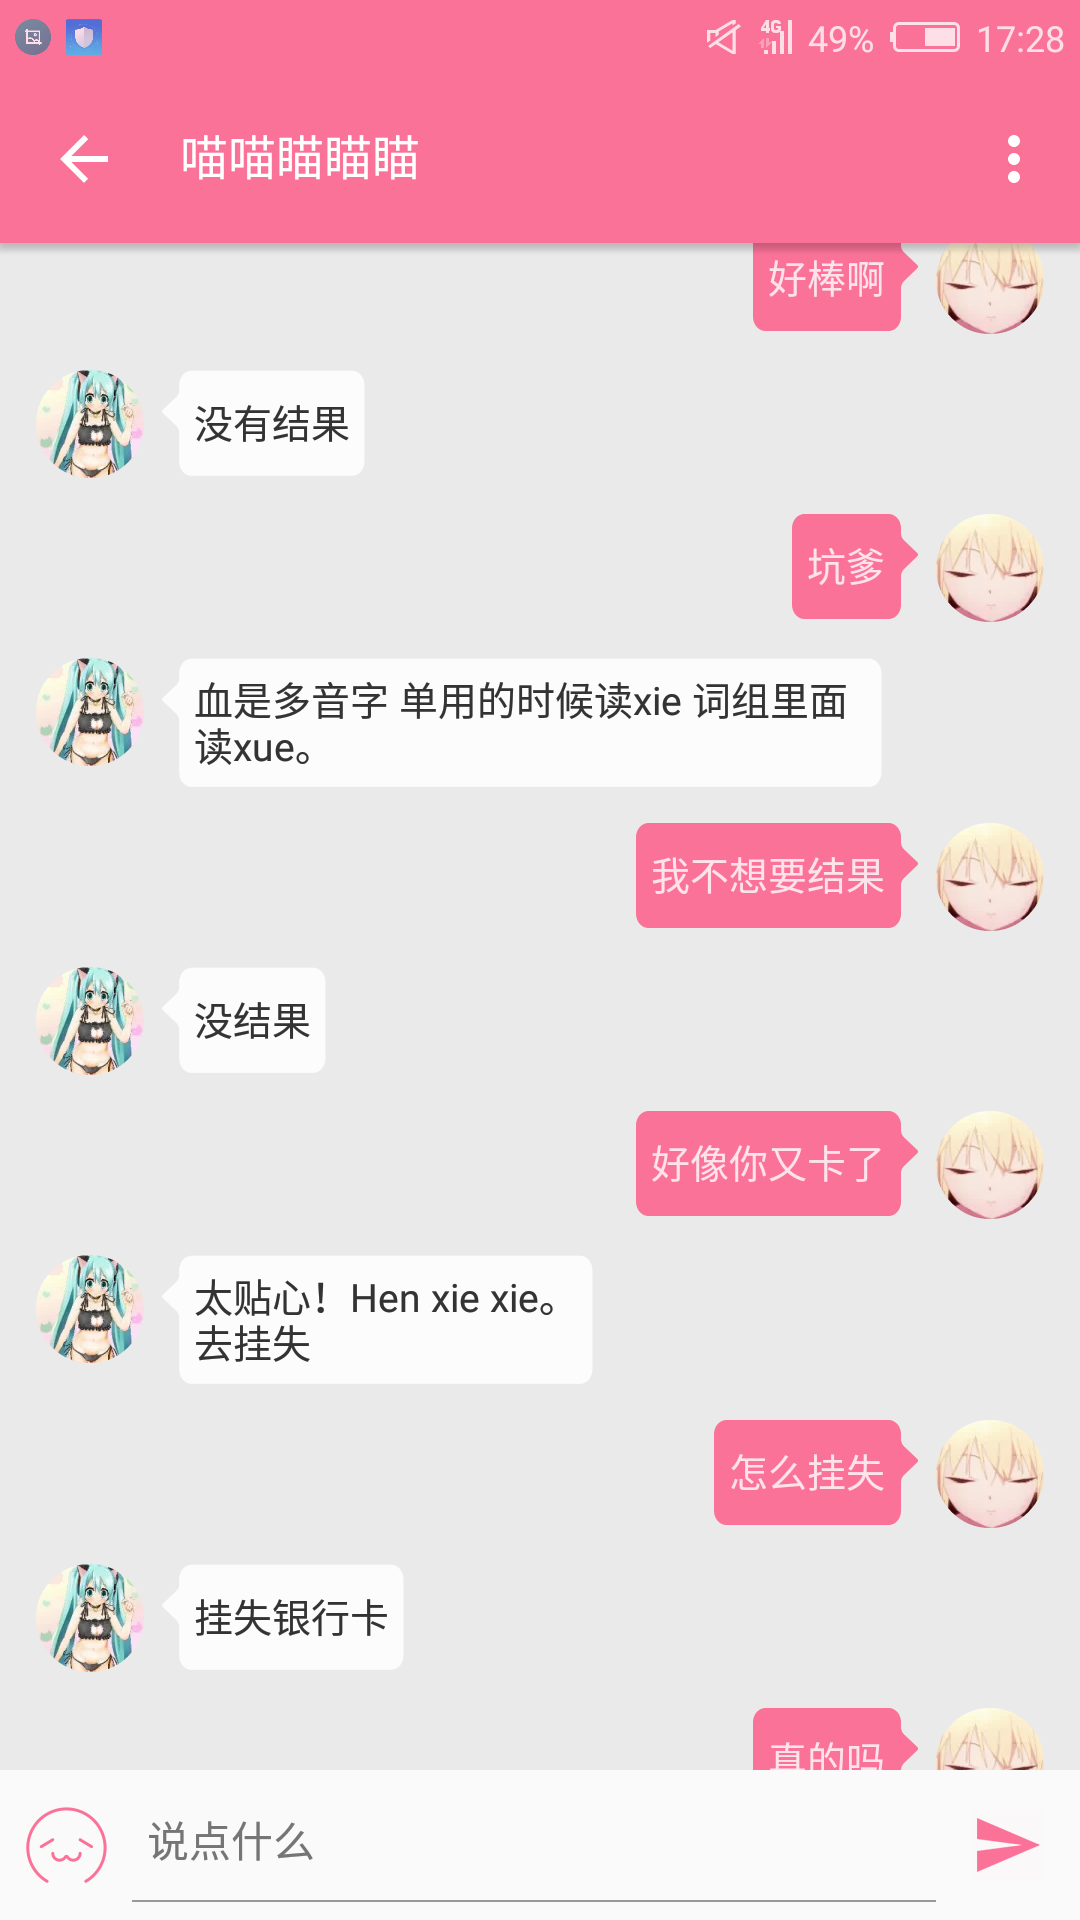 4G 49% 17:28
喵喵瞄瞄瞄
好棒啊
没有结果
坑爹
血是多音字 单用的时候读xie 词组里面
读xue。
我不想要结果
没结果
好像你又卡了
太贴心！Hen xie xie。
去挂失
怎么挂失
挂失银行卡
真的吗
说点什么